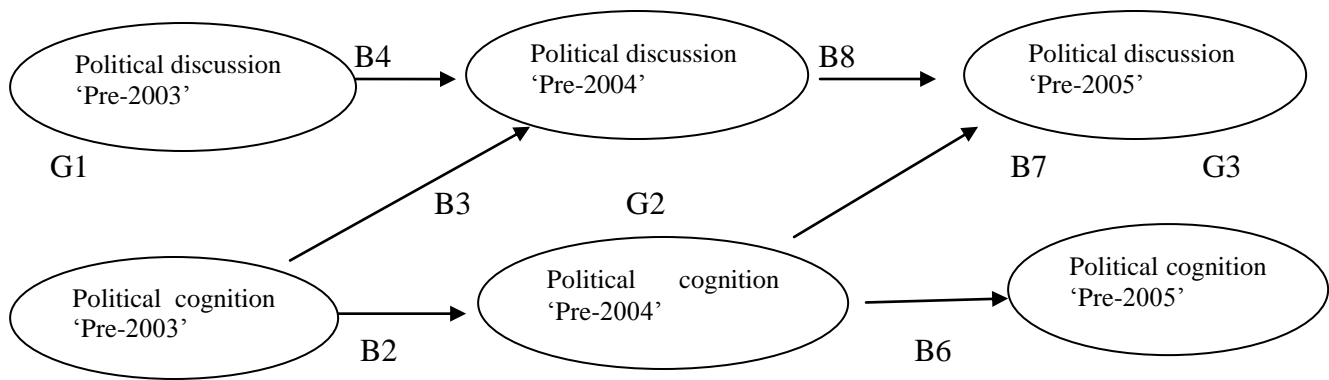 Political discussion
‘Pre-2003’
B4
Political discussion
‘Pre-2004’
B8
Political discussion
‘Pre-2005’
G1
B3
G2
B7
G3
Political cognition
‘Pre-2003’
B2
Political cognition
‘Pre-2004’
B6
Political cognition
‘Pre-2005’